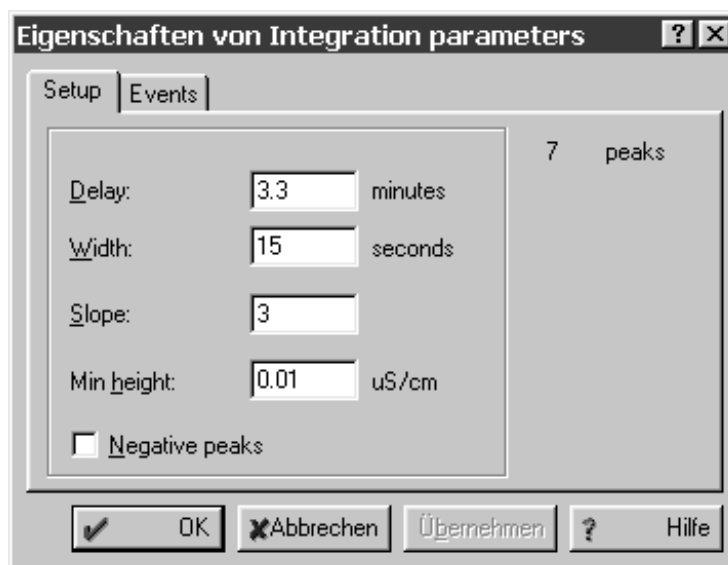 Eigenschaften von Integration parameters ? X
Setup Events
7 peaks
Delay: 3.3 minutes
Width: 15 seconds
Slope: 3
Min height: 0.01 uS/cm
Negative peaks
OK Abbrechen Übernehmen ? Hilfe